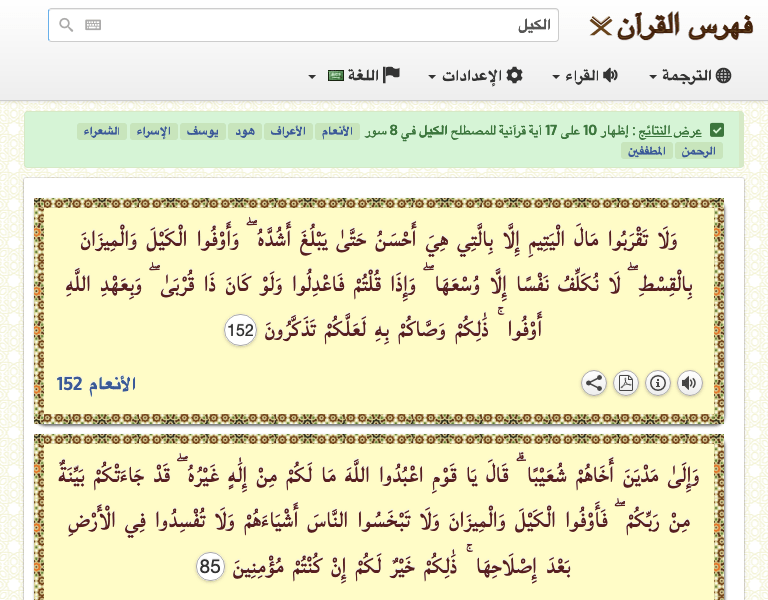 فهرس القرآن
الكيل
الترجمة القراء الإعدادات اللغة
عرض النتائج : إظهار 10 على 17 آية قرآنية للمصطلح الكيل في 8 سور الأنعام الأعراف هود يوسف الإسراء الشعراء
الرحمن المطففين
وَلَا تَقْرَبُوا مَالَ الْيَتِيمِ إِلَّا بِالَّتِي هِيَ أَحْسَنُ حَتَّىٰ يَبْلُغَ أَشُدَّهُ ۖ وَأَوْفُوا الْكَيْلَ وَالْمِيزَانَ
بِالْقِسْطِ ۖ لَا نُكَلِّفُ نَفْسًا إِلَّا وُسْعَهَا ۖ وَإِذَا قُلْتُمْ فَاعْدِلُوا وَلَوْ كَانَ ذَا قُرْبَىٰ ۖ وَبِعَهْدِ اللَّهِ
أَوْفُوا ۚ ذَٰلِكُمْ وَصَّاكُمْ بِهِ لَعَلَّكُمْ تَذَكَّرُونَ 152
الأنعام 152
وَإِلَىٰ مَدْيَنَ أَخَاهُمْ شُعَيْبًا ۗ قَالَ يَا قَوْمِ اعْبُدُوا اللَّهَ مَا لَكُمْ مِنْ إِلَٰهٍ غَيْرُهُ ۖ قَدْ جَاءَتْكُمْ بَيِّنَةٌ
مِنْ رَبِّكُمْ ۖ فَأَوْفُوا الْكَيْلَ وَالْمِيزَانَ وَلَا تَبْخَسُوا النَّاسَ أَشْيَاءَهُمْ وَلَا تُفْسِدُوا فِي الْأَرْضِ
بَعْدَ إِصْلَاحِهَا ۚ ذَٰلِكُمْ خَيْرٌ لَكُمْ إِنْ كُنْتُمْ مُؤْمِنِينَ 85